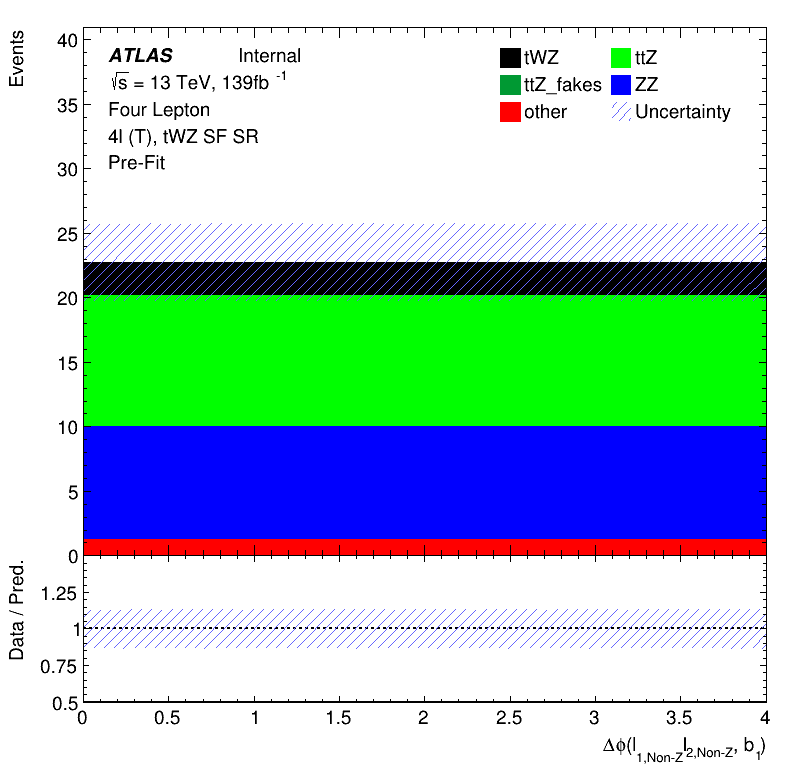 Events
ATLAS Internal
√s = 13 TeV, 139fb⁻¹
Four Lepton
4l (T), tWZ SF SR
Pre-Fit
tWZ ttZ
ttZ_fakes ZZ
other Uncertainty
40
35
30
25
20
15
10
5
0
Data / Pred.
1.25
1
0.75
0.5
0 0.5 1 1.5 2 2.5 3 3.5 4
Δϕ(l₁,Non-Z l₂,Non-Z, b₁)